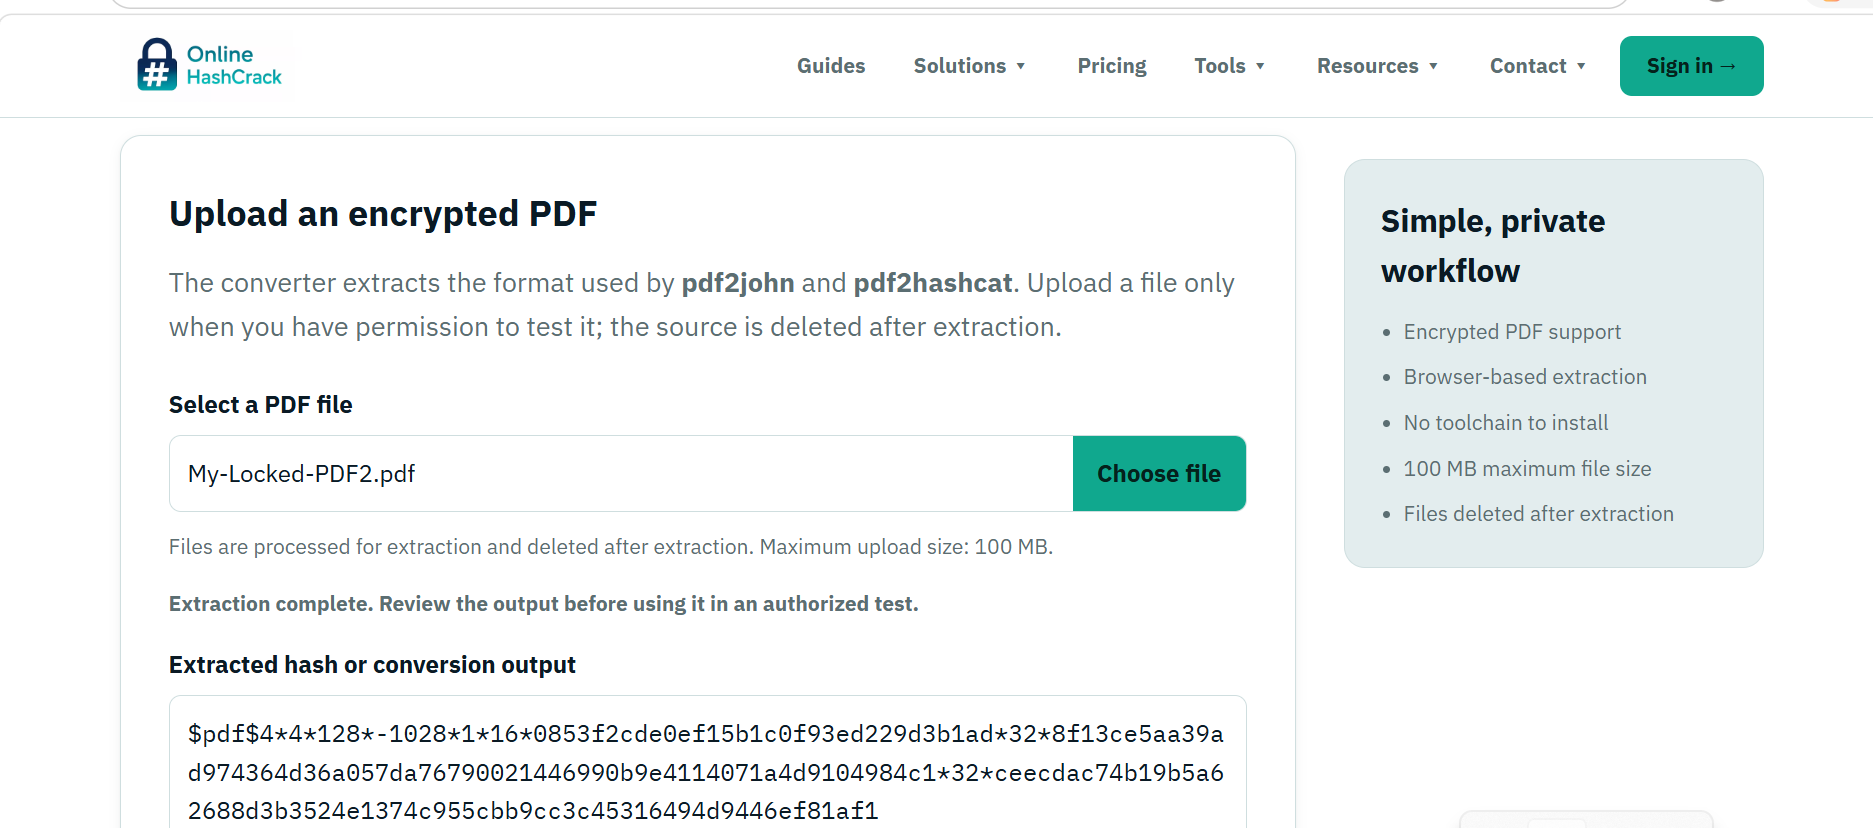 Online
HashCrack
Guides
Solutions ▼
Pricing
Tools ▼
Resources ▼
Contact ▼
Sign in →
Upload an encrypted PDF
The converter extracts the format used by pdf2john and pdf2hashcat. Upload a file only
when you have permission to test it; the source is deleted after extraction.
Select a PDF file
My-Locked-PDF2.pdf
Choose file
Files are processed for extraction and deleted after extraction. Maximum upload size: 100 MB.
Extraction complete. Review the output before using it in an authorized test.
Extracted hash or conversion output
$pdf$4*4*128*-1028*1*16*0853f2cde0ef15b1c0f93ed229d3b1ad*32*8f13ce5aa39a
d974364d36a057da76790021446990b9e4114071a4d9104984c1*32*ceecdac74b19b5a6
2688d3b3524e1374c955cbb9cc3c45316494d9446ef81af1
Simple, private
workflow
• Encrypted PDF support
• Browser-based extraction
• No toolchain to install
• 100 MB maximum file size
• Files deleted after extraction